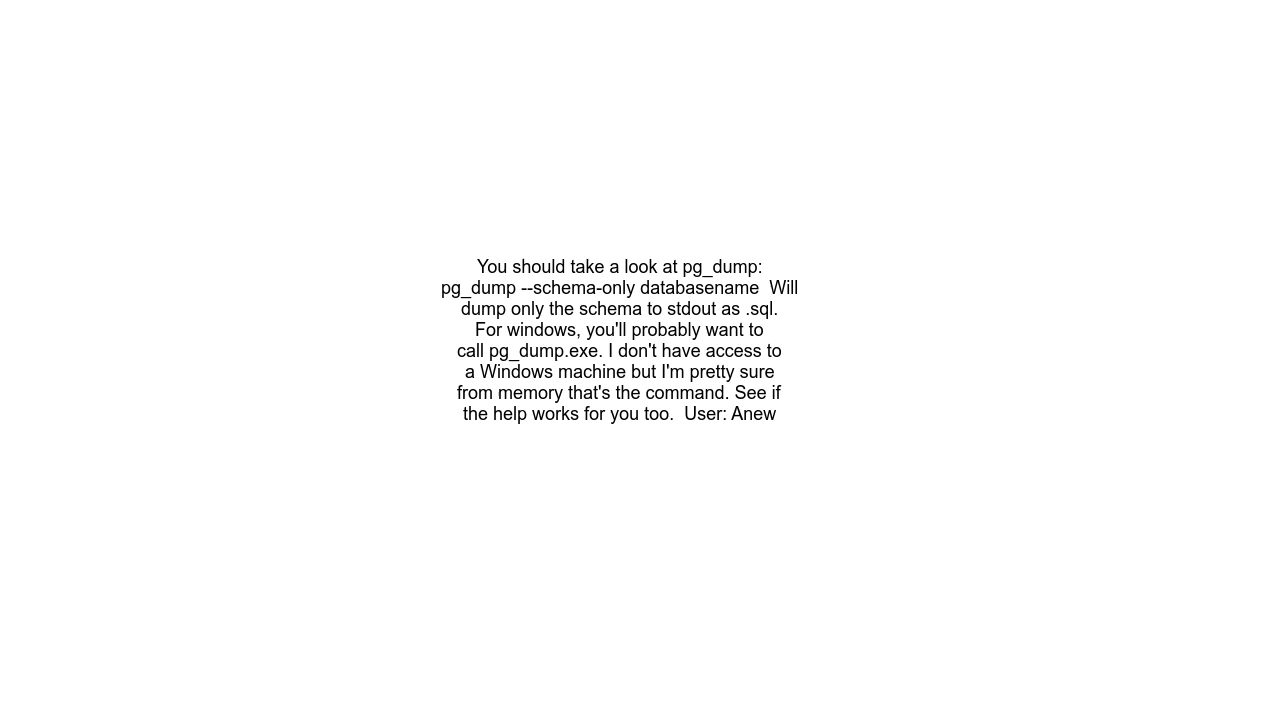 You should take a look at pg_dump:
pg_dump --schema-only databasename  Will
dump only the schema to stdout as .sql.
For windows, you'll probably want to
call pg_dump.exe. I don't have access to
a Windows machine but I'm pretty sure
from memory that's the command. See if
the help works for you too.  User: Anew